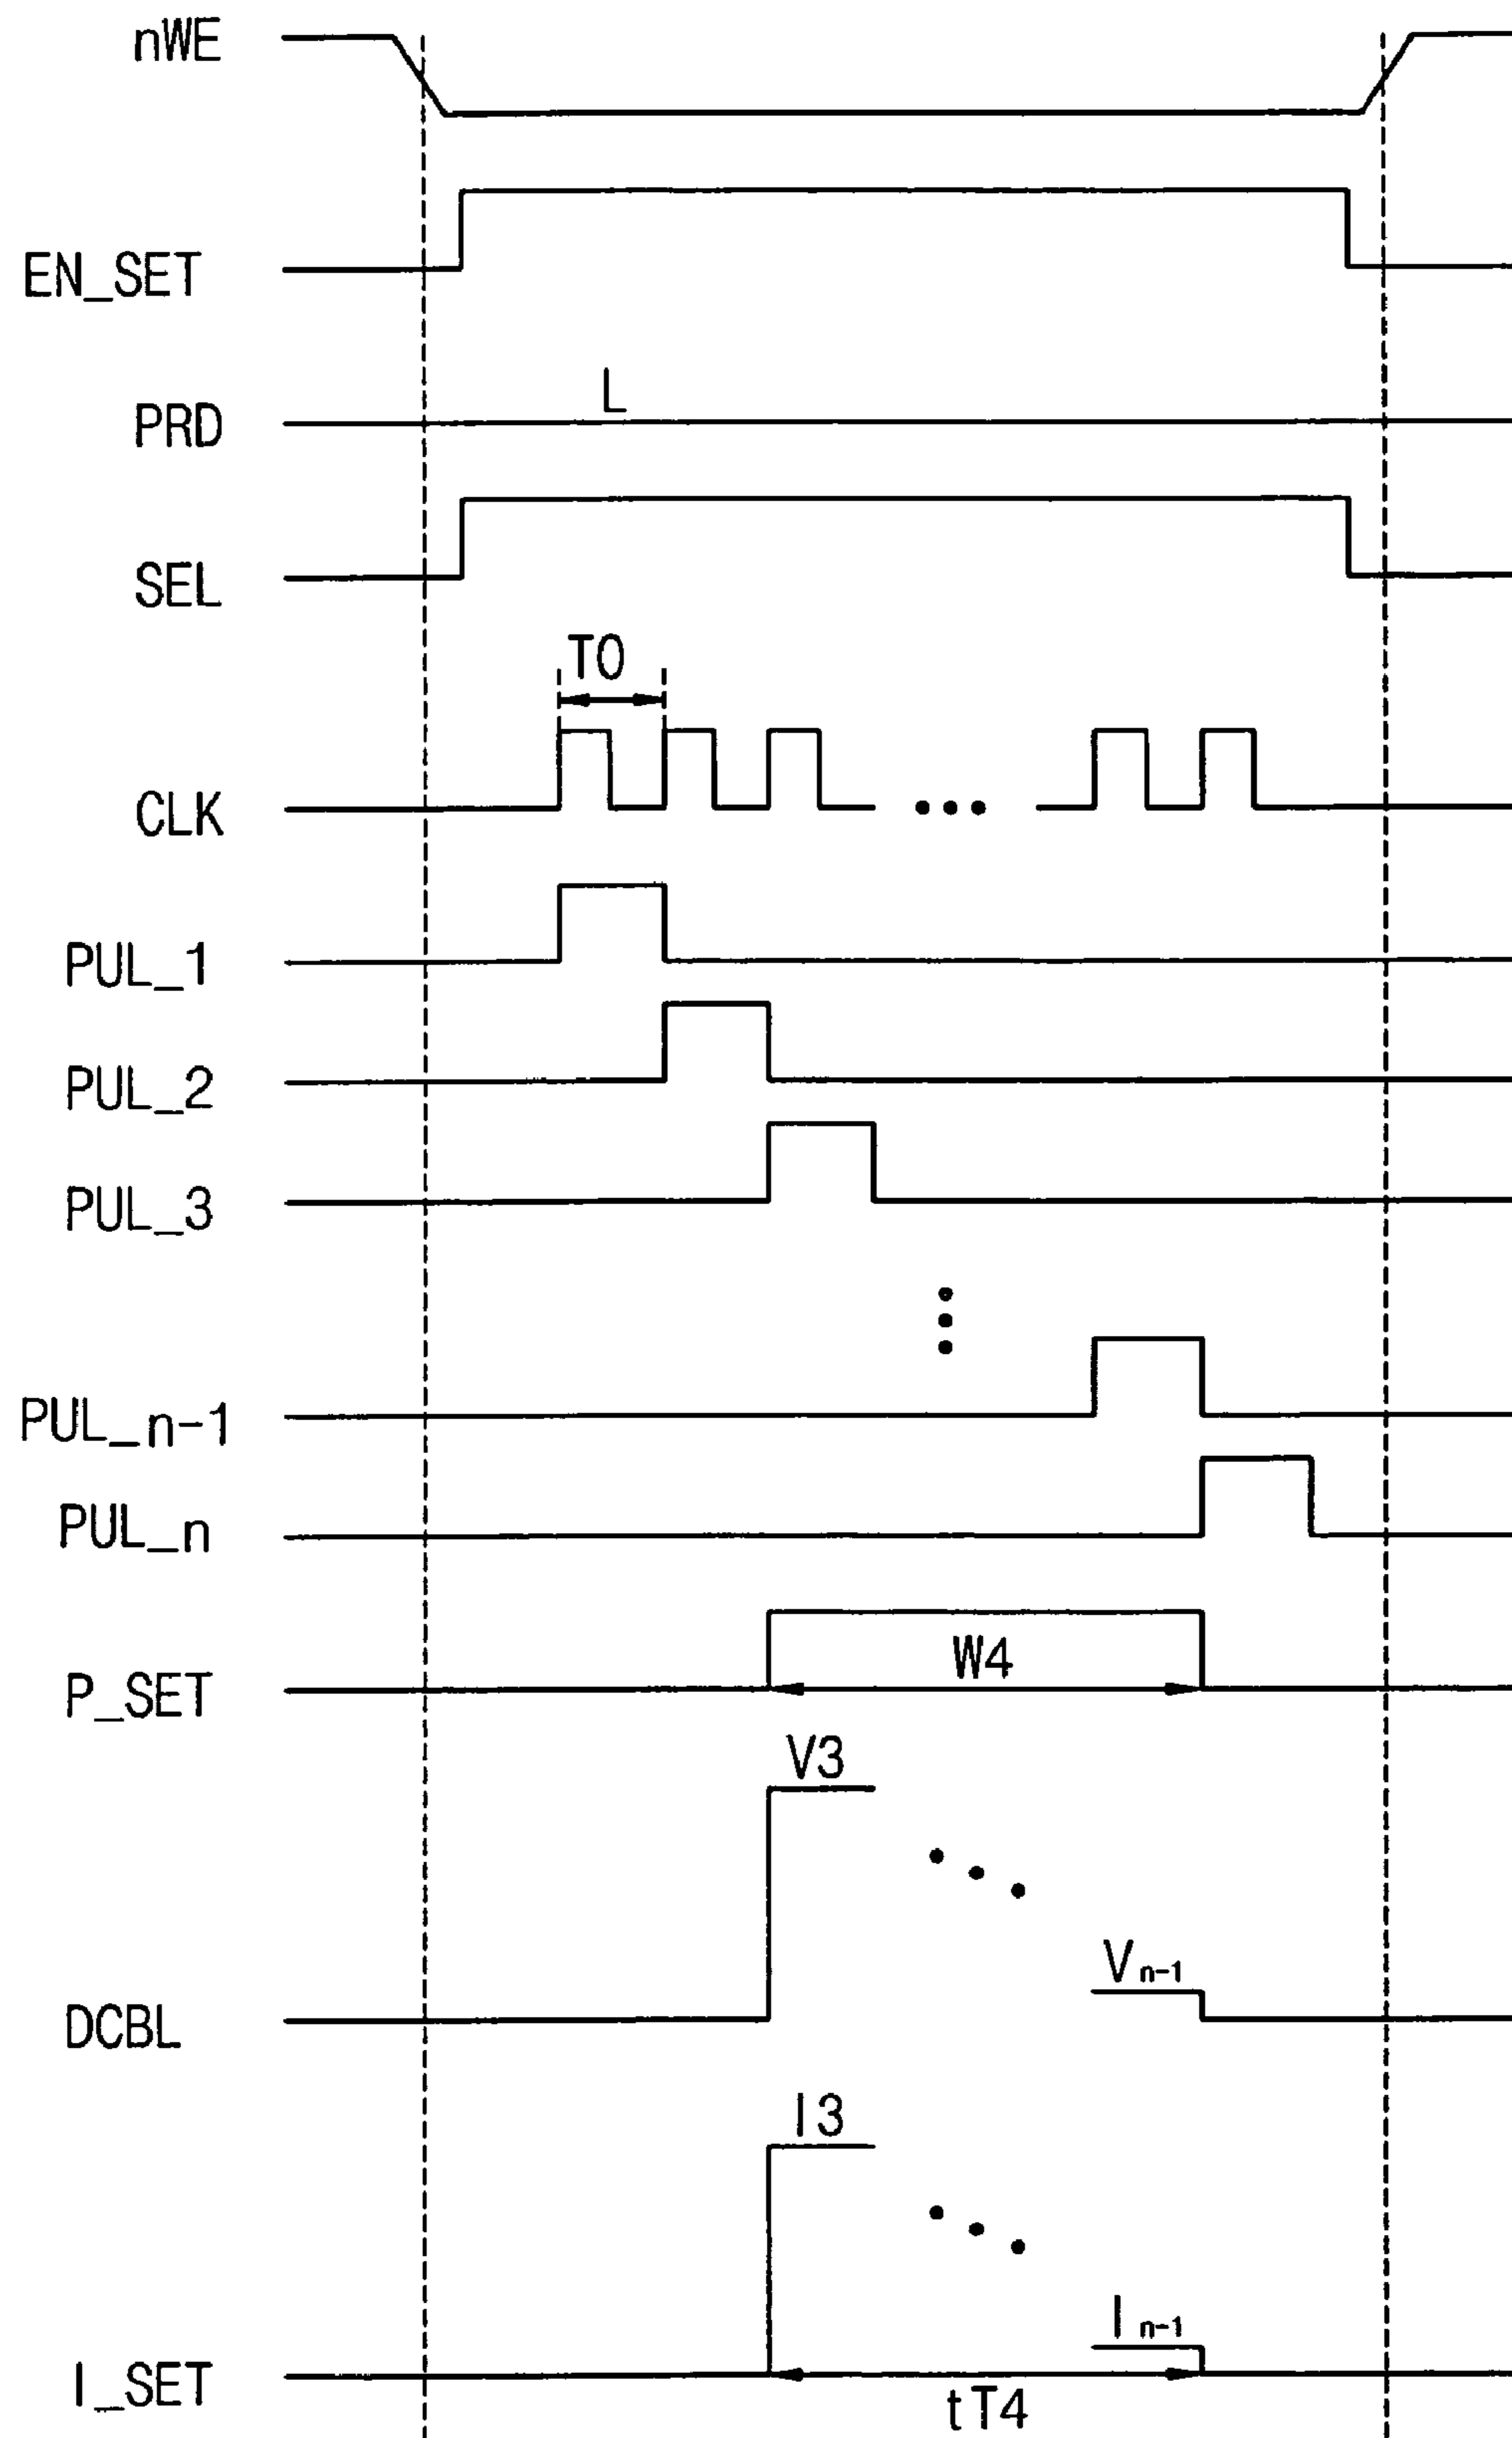 nWE
EN_SET
L
PRD
SEL
T0
CLK
PUL_1
PUL_2
PUL_3
PUL_n-1
PUL_n
W4
P_SET
V3
Vn-1
DCBL
I3
In-1
I_SET
tT4